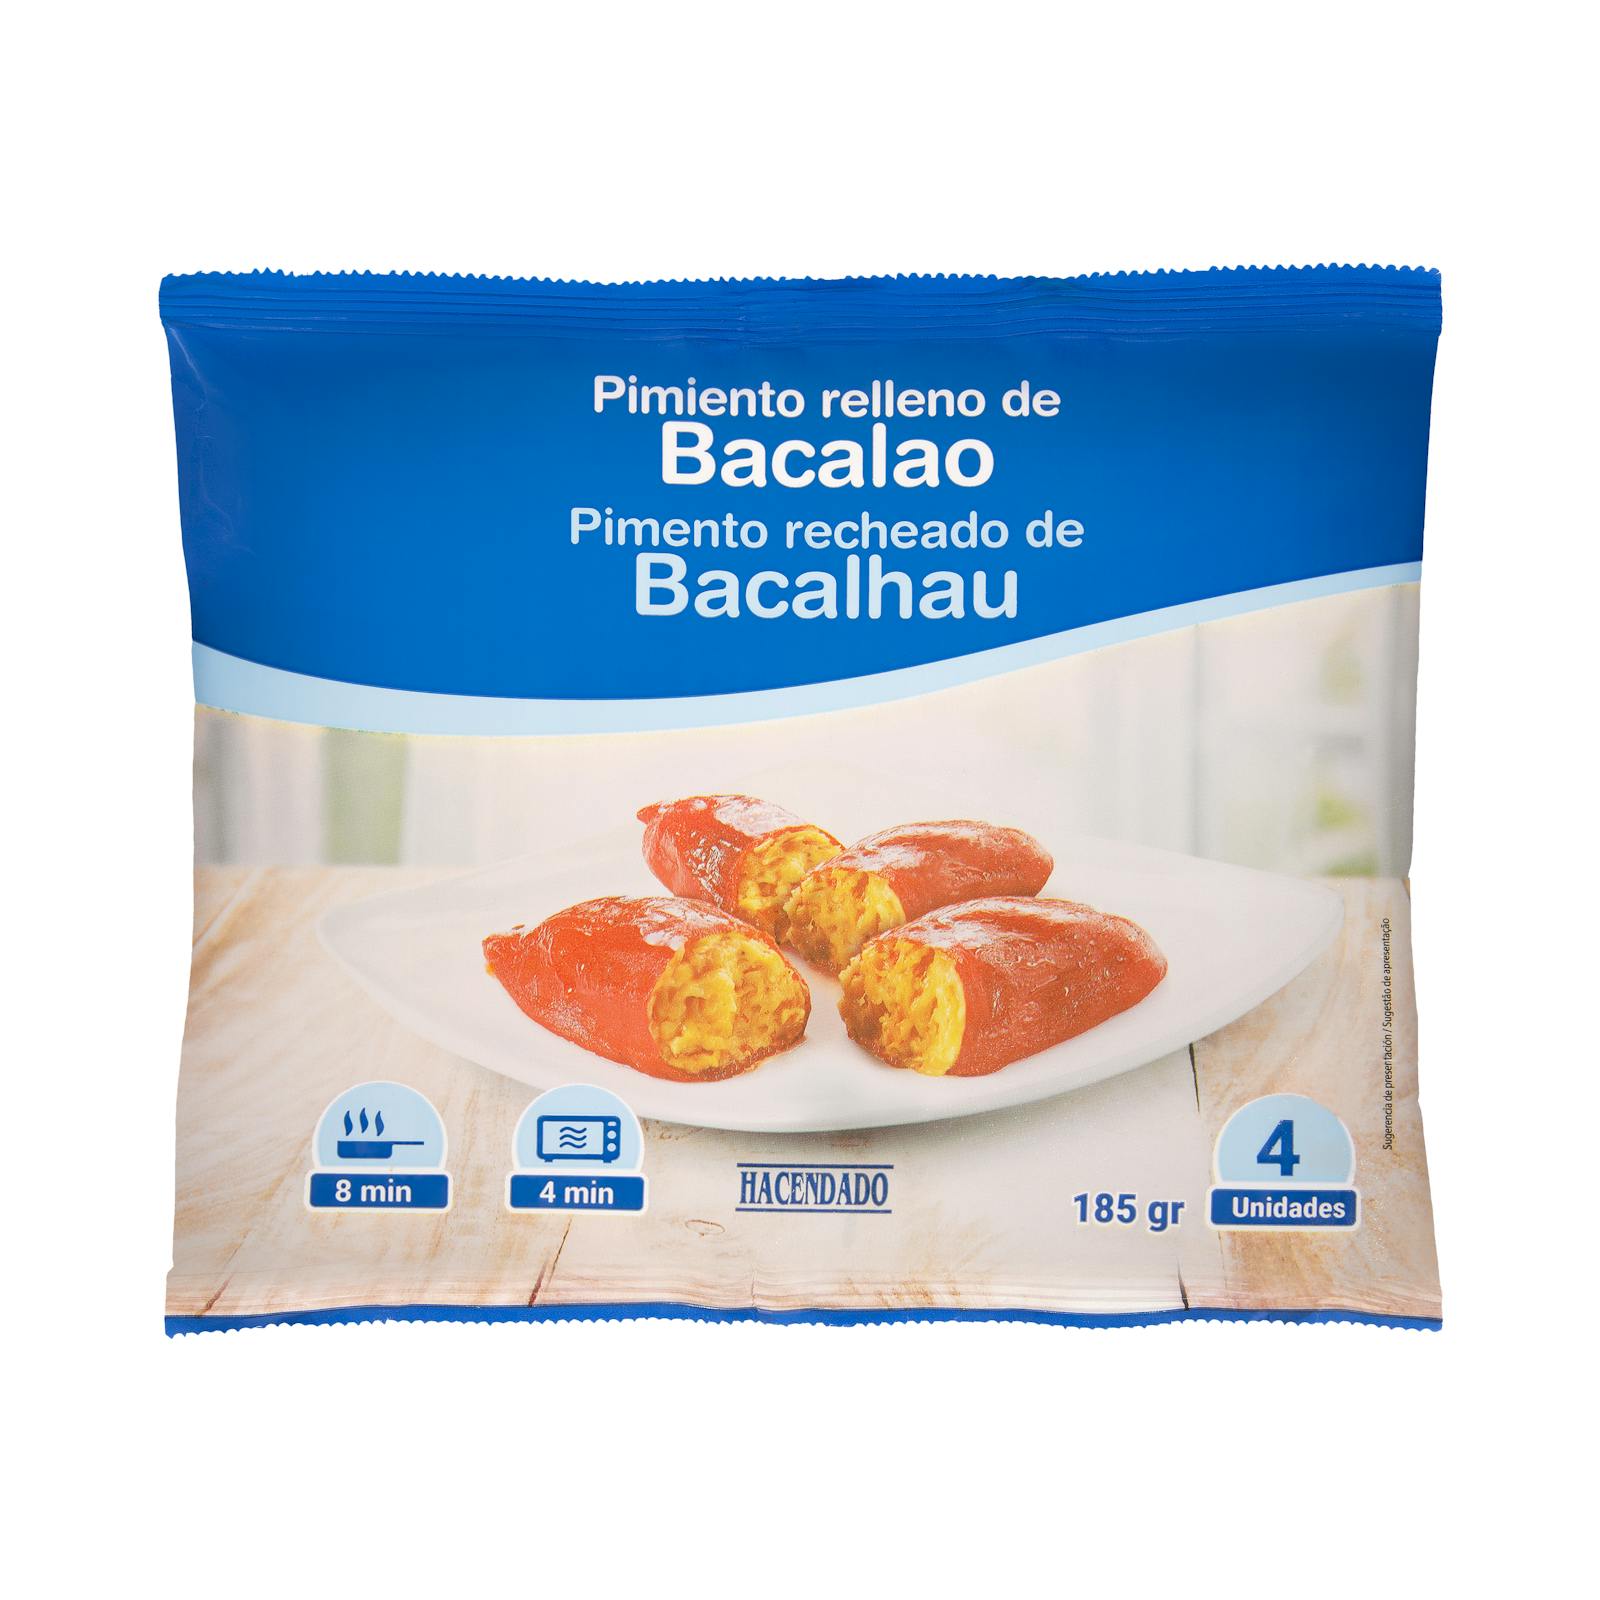 Pimiento relleno de
Bacalao
Pimento recheado de
Bacalhau
Sugerencia de presentación / Sugestão de apresentação
8 min
4 min
HACENDADO
185 gr
4
Unidades